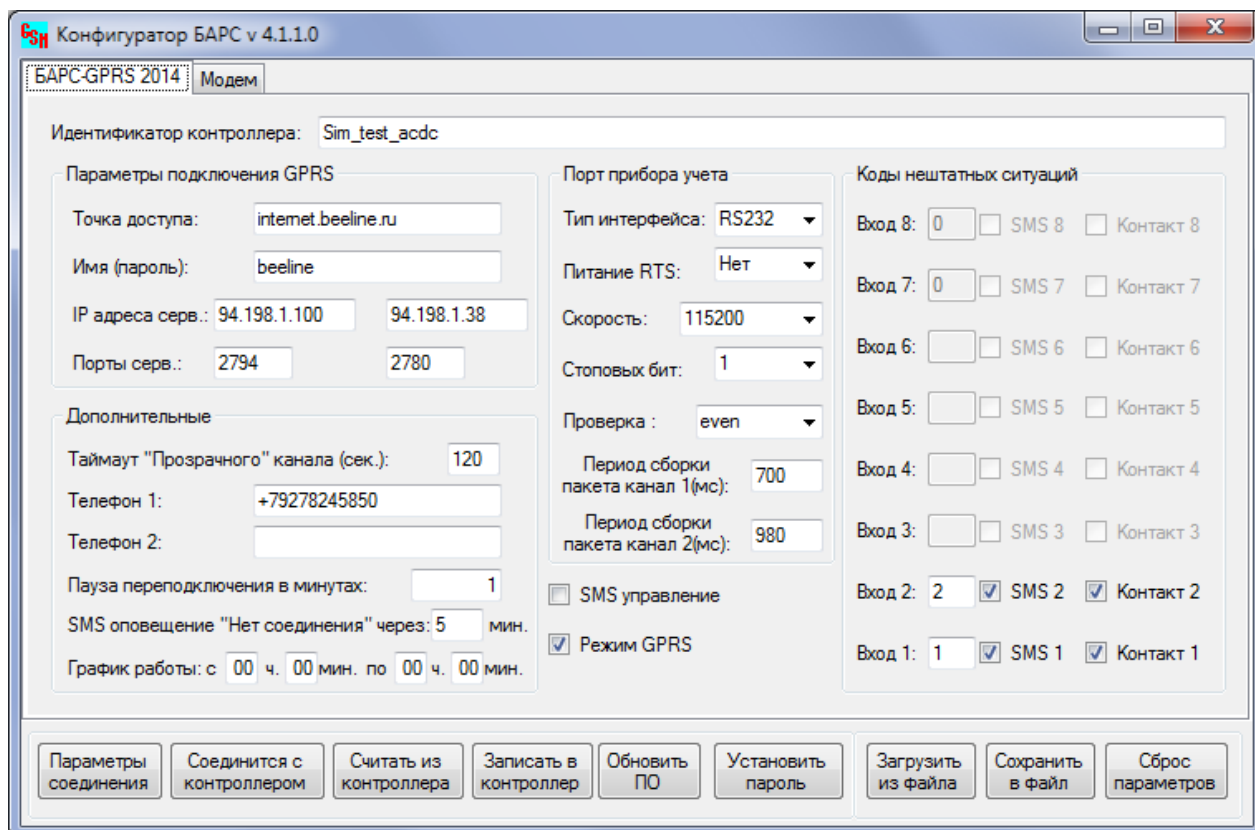 GSM Конфигуратор БАРС v 4.1.1.0
БАРС-GPRS 2014 Модем
Идентификатор контроллера: Sim_test_acdc
Параметры подключения GPRS
Точка доступа: internet.beeline.ru
Имя (пароль): beeline
IP адреса серв.: 94.198.1.100 94.198.1.38
Порты серв.: 2794 2780
Дополнительные
Таймаут "Прозрачного" канала (сек.): 120
Телефон 1: +79278245850
Телефон 2:
Пауза переподключения в минутах: 1
SMS оповещение "Нет соединения" через: 5 мин.
График работы: с 00 ч. 00 мин. по 00 ч. 00 мин.
Порт прибора учета
Тип интерфейса: RS232
Питание RTS: Нет
Скорость: 115200
Стоповых бит: 1
Проверка : even
Период сборки
пакета канал 1(мс): 700
Период сборки
пакета канал 2(мс): 980
SMS управление
Режим GPRS
Коды нештатных ситуаций
Вход 8: 0 SMS 8 Контакт 8
Вход 7: 0 SMS 7 Контакт 7
Вход 6: SMS 6 Контакт 6
Вход 5: SMS 5 Контакт 5
Вход 4: SMS 4 Контакт 4
Вход 3: SMS 3 Контакт 3
Вход 2: 2 SMS 2 Контакт 2
Вход 1: 1 SMS 1 Контакт 1
Параметры
соединения
Соединится с
контроллером
Считать из
контроллера
Записать в
контроллер
Обновить
ПО
Установить
пароль
Загрузить
из файла
Сохранить
в файл
Сброс
параметров